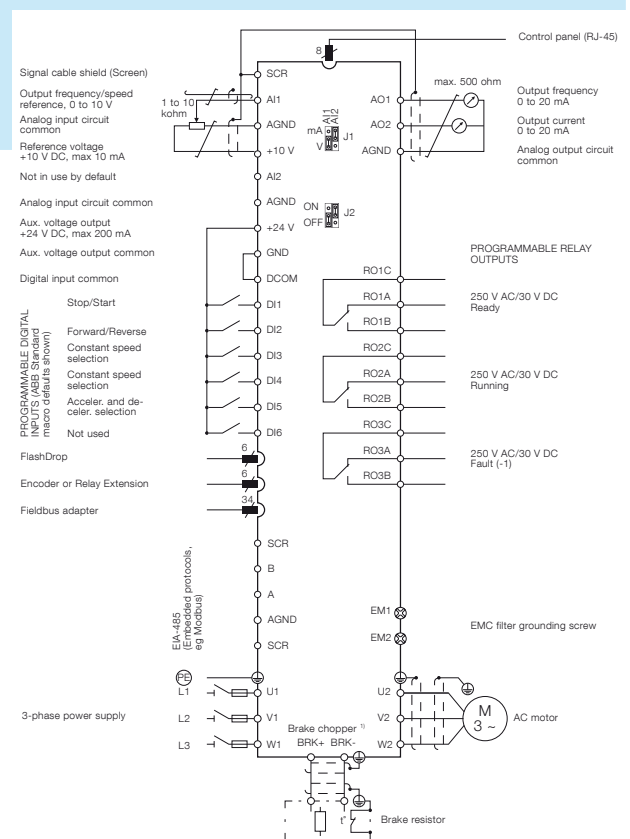 Control panel (RJ-45)
8
Signal cable shield (Screen)
SCR
max. 500 ohm
Output frequency/speed
reference, 0 to 10 V
1 to 10
kohm
AI1
AO1
Output frequency
0 to 20 mA
Analog input circuit
common
AGND
AI1
AI2
mA
V
J1
AO2
Output current
0 to 20 mA
Reference voltage
+10 V DC, max 10 mA
+10 V
AGND
Analog output circuit
common
Not in use by default
AI2
Analog input circuit common
AGND
ON
OFF
J2
Aux. voltage output
+24 V DC, max 200 mA
+24 V
Aux. voltage output common
GND
PROGRAMMABLE RELAY
OUTPUTS
Digital input common
DCOM
RO1C
PROGRAMMABLE DIGITAL
INPUTS (ABB Standard
macro defaults shown)
Stop/Start
DI1
RO1A
250 V AC/30 V DC
Ready
Forward/Reverse
DI2
RO1B
Constant speed
selection
DI3
RO2C
Constant speed
selection
DI4
RO2A
250 V AC/30 V DC
Running
Acceler. and de-
celer. selection
DI5
RO2B
Not used
DI6
RO3C
FlashDrop
6
RO3A
250 V AC/30 V DC
Fault (-1)
Encoder or Relay Extension
6
RO3B
Fieldbus adapter
34
EIA-485
(Embedded protocols,
eg Modbus)
SCR
B
A
AGND
SCR
EM1
EM2
EMC filter grounding screw
PE
L1
U1
U2
3-phase power supply
L2
V1
V2
M
3 ~
AC motor
L3
W1
Brake chopper 1)
BRK+ BRK-
W2
t°
Brake resistor